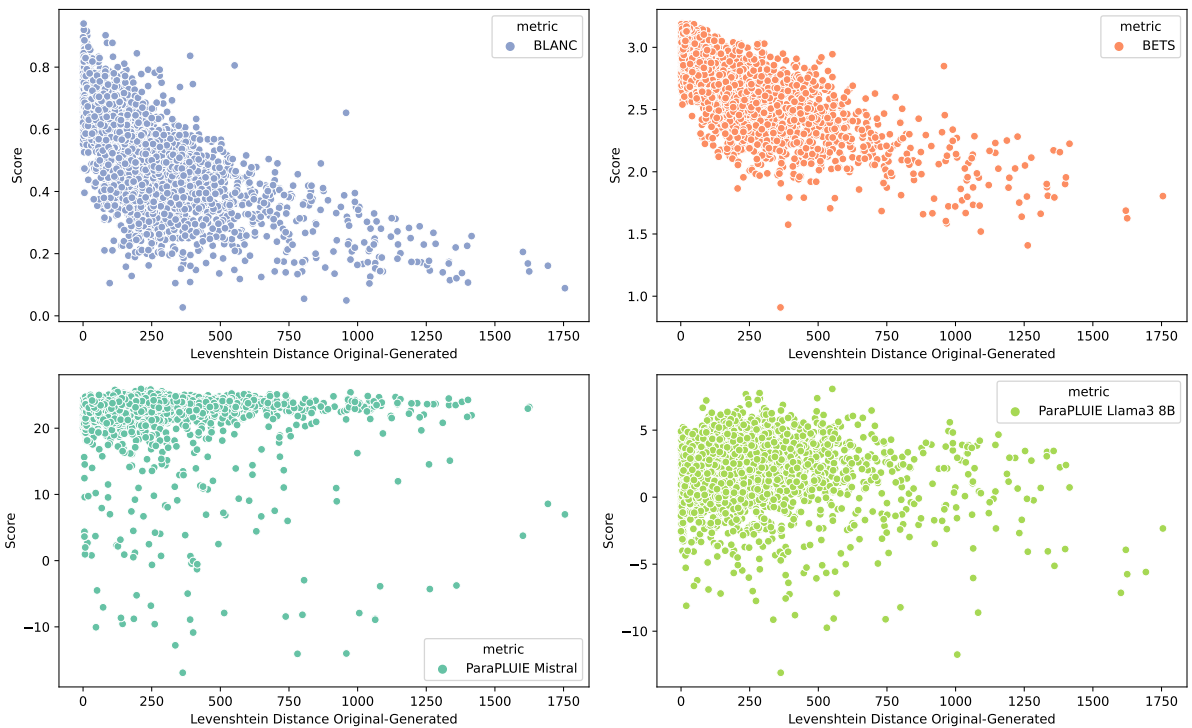 metric
BLANC
0.8
0.6
0.4
0.2
0.0
Score
0 250 500 750 1000 1250 1500 1750
Levenshtein Distance Original-Generated
metric
BETS
3.0
2.5
2.0
1.5
1.0
Score
0 250 500 750 1000 1250 1500 1750
Levenshtein Distance Original-Generated
metric
ParaPLUIE Mistral
20
10
0
−10
Score
0 250 500 750 1000 1250 1500 1750
Levenshtein Distance Original-Generated
metric
ParaPLUIE Llama3 8B
5
0
−5
−10
Score
0 250 500 750 1000 1250 1500 1750
Levenshtein Distance Original-Generated